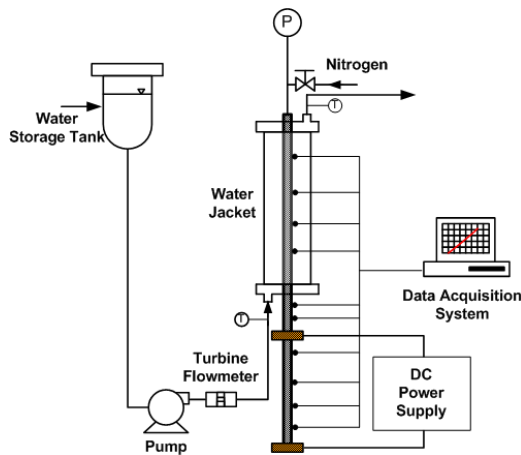 P
Nitrogen
T
Water
Storage Tank
Water
Jacket
Data Acquisition
System
T
Turbine
Flowmeter
DC
Power
Supply
Pump